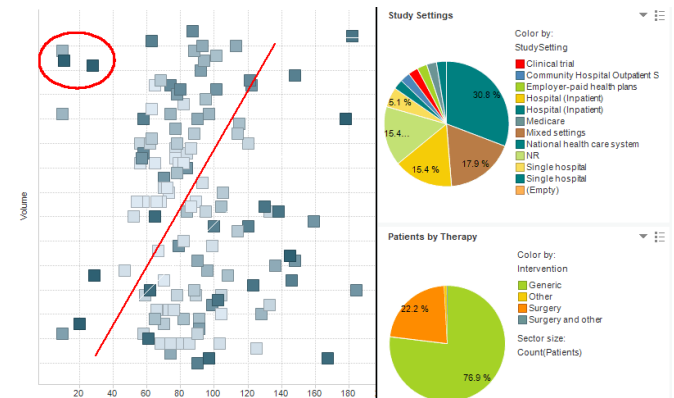 Volume
20 40 60 80 100 120 140 160 180
Study Settings
Color by:
StudySetting
Clinical trial
Community Hospital Outpatient S
Employer-paid health plans
Hospital (Inpatient)
Hospital (Inpatient)
Medicare
Mixed settings
National health care system
NR
Single hospital
Single hospital
(Empty)
30.8 %
5.1 %
15.4...
15.4 %
17.9 %
Patients by Therapy
Color by:
Intervention
Generic
Other
Surgery
Surgery and other
Sector size:
Count(Patients)
22.2 %
76.9 %